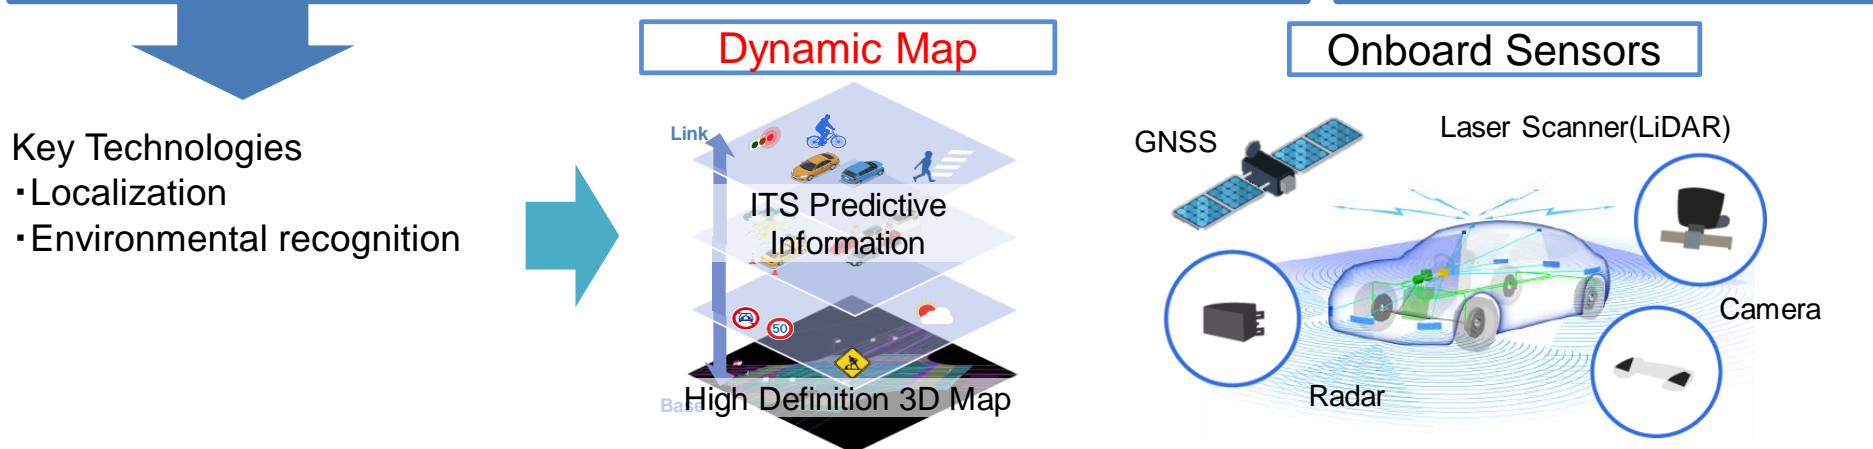 Dynamic Map
Onboard Sensors
Key Technologies
・Localization
・Environmental recognition
Link
ITS Predictive
Information
50
Base
High Definition 3D Map
GNSS
Laser Scanner(LiDAR)
Camera
Radar